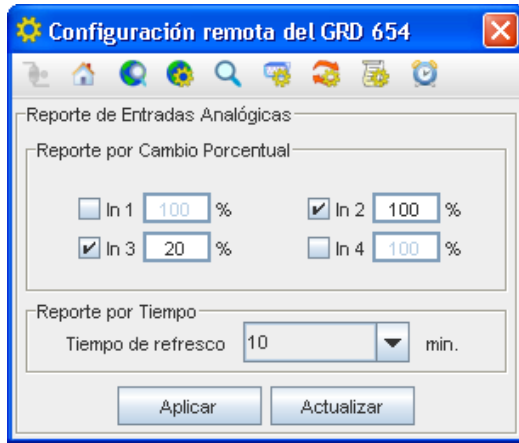 Configuración remota del GRD 654
Reporte de Entradas Analógicas
Reporte por Cambio Porcentual
In 1 100 % In 2 100 %
In 3 20 % In 4 100 %
Reporte por Tiempo
Tiempo de refresco 10 min.
Aplicar Actualizar